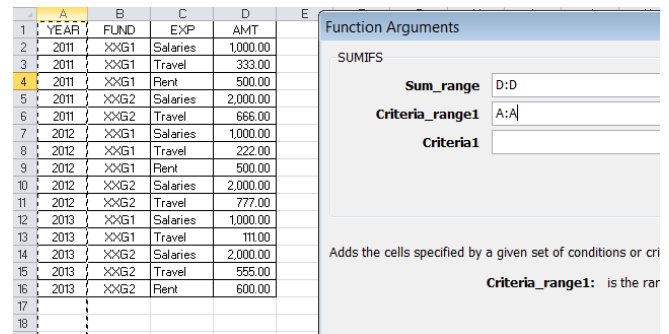 A B C D E
1 YEAR FUND EXP AMT
2 2011 XXG1 Salaries 1,000.00
3 2011 XXG1 Travel 333.00
4 2011 XXG1 Rent 500.00
5 2011 XXG2 Salaries 2,000.00
6 2011 XXG2 Travel 666.00
7 2012 XXG1 Salaries 1,000.00
8 2012 XXG1 Travel 222.00
9 2012 XXG1 Rent 500.00
10 2012 XXG2 Salaries 2,000.00
11 2012 XXG2 Travel 777.00
12 2013 XXG1 Salaries 1,000.00
13 2013 XXG1 Travel 111.00
14 2013 XXG2 Salaries 2,000.00
15 2013 XXG2 Travel 555.00
16 2013 XXG2 Rent 600.00
17
18
Function Arguments
SUMIFS
Sum_range D:D
Criteria_range1 A:A
Criteria1
Adds the cells specified by a given set of conditions or cri
Criteria_range1: is the ran